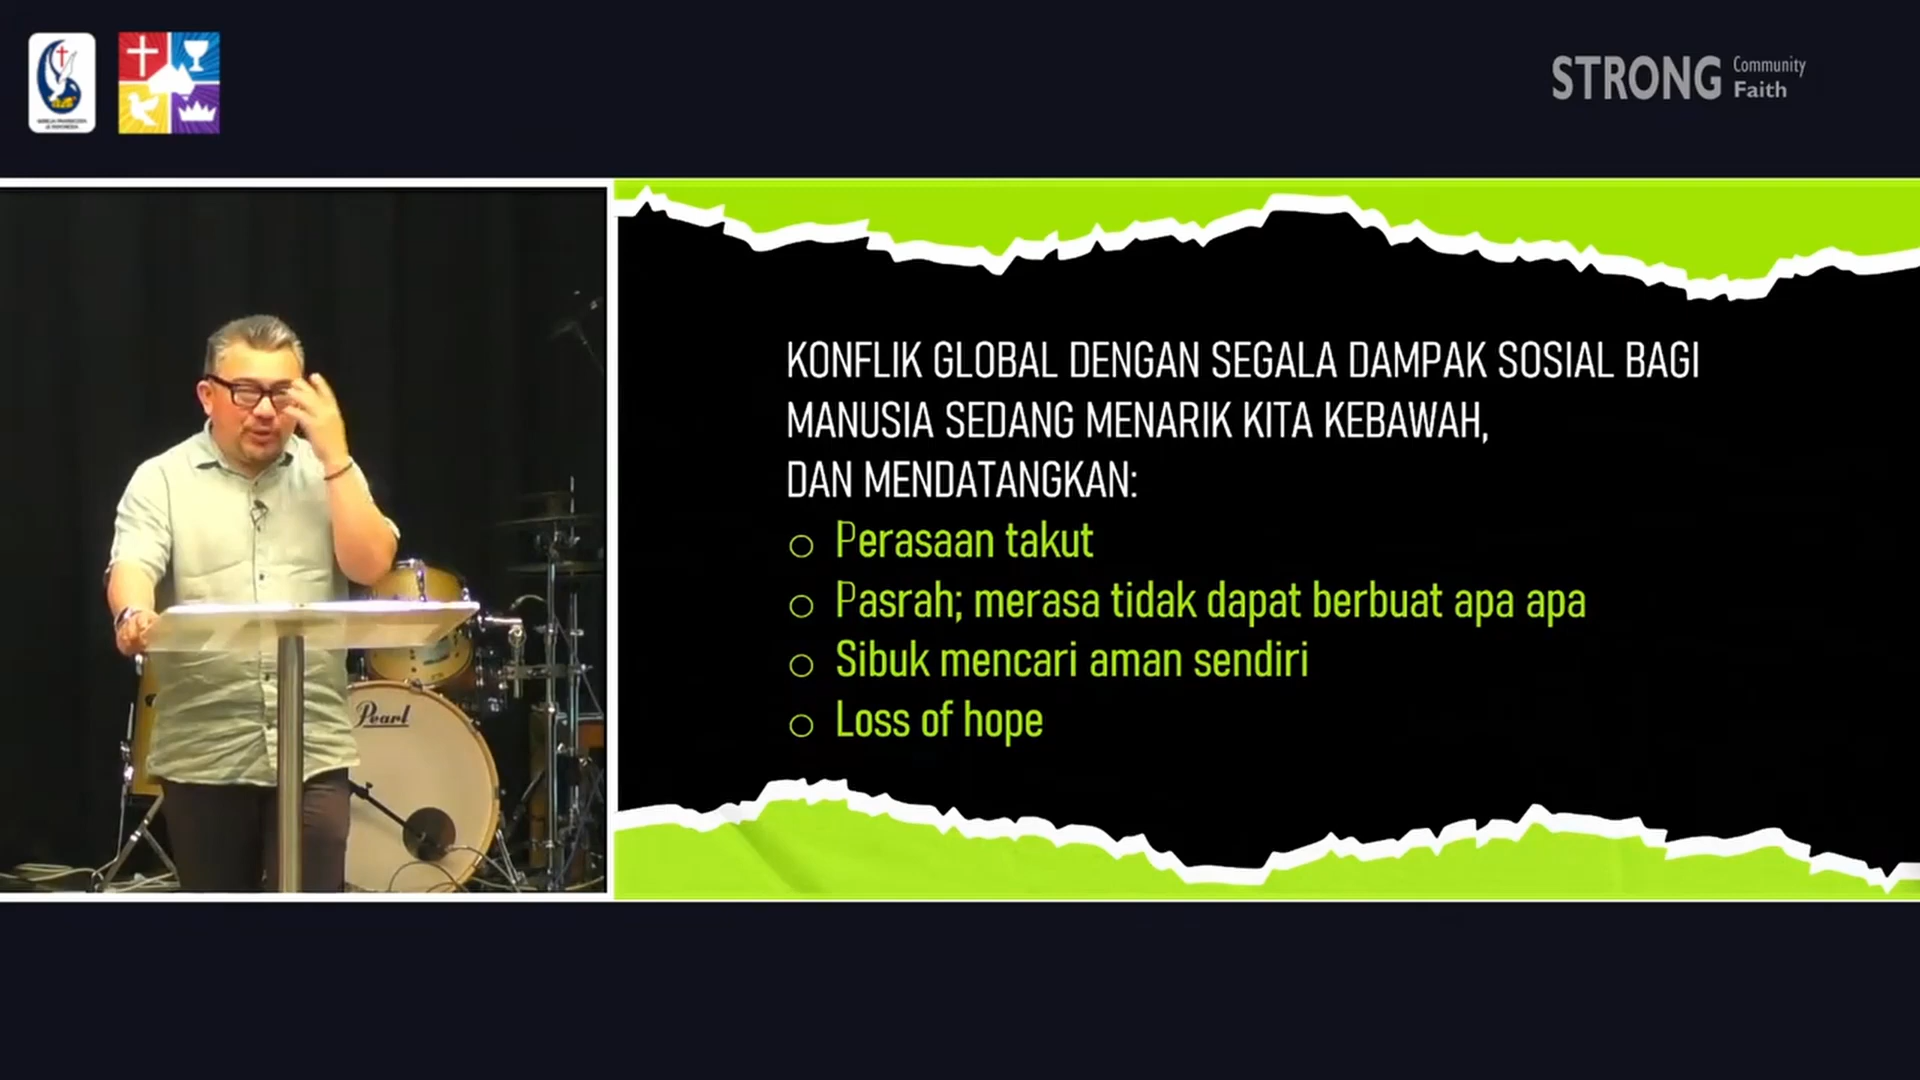 STRONG Community
Faith
KONFLIK GLOBAL DENGAN SEGALA DAMPAK SOSIAL BAGI
MANUSIA SEDANG MENARIK KITA KEBAWAH,
DAN MENDATANGKAN:
Perasaan takut
Pasrah; merasa tidak dapat berbuat apa apa
Sibuk mencari aman sendiri
Loss of hope
Pearl